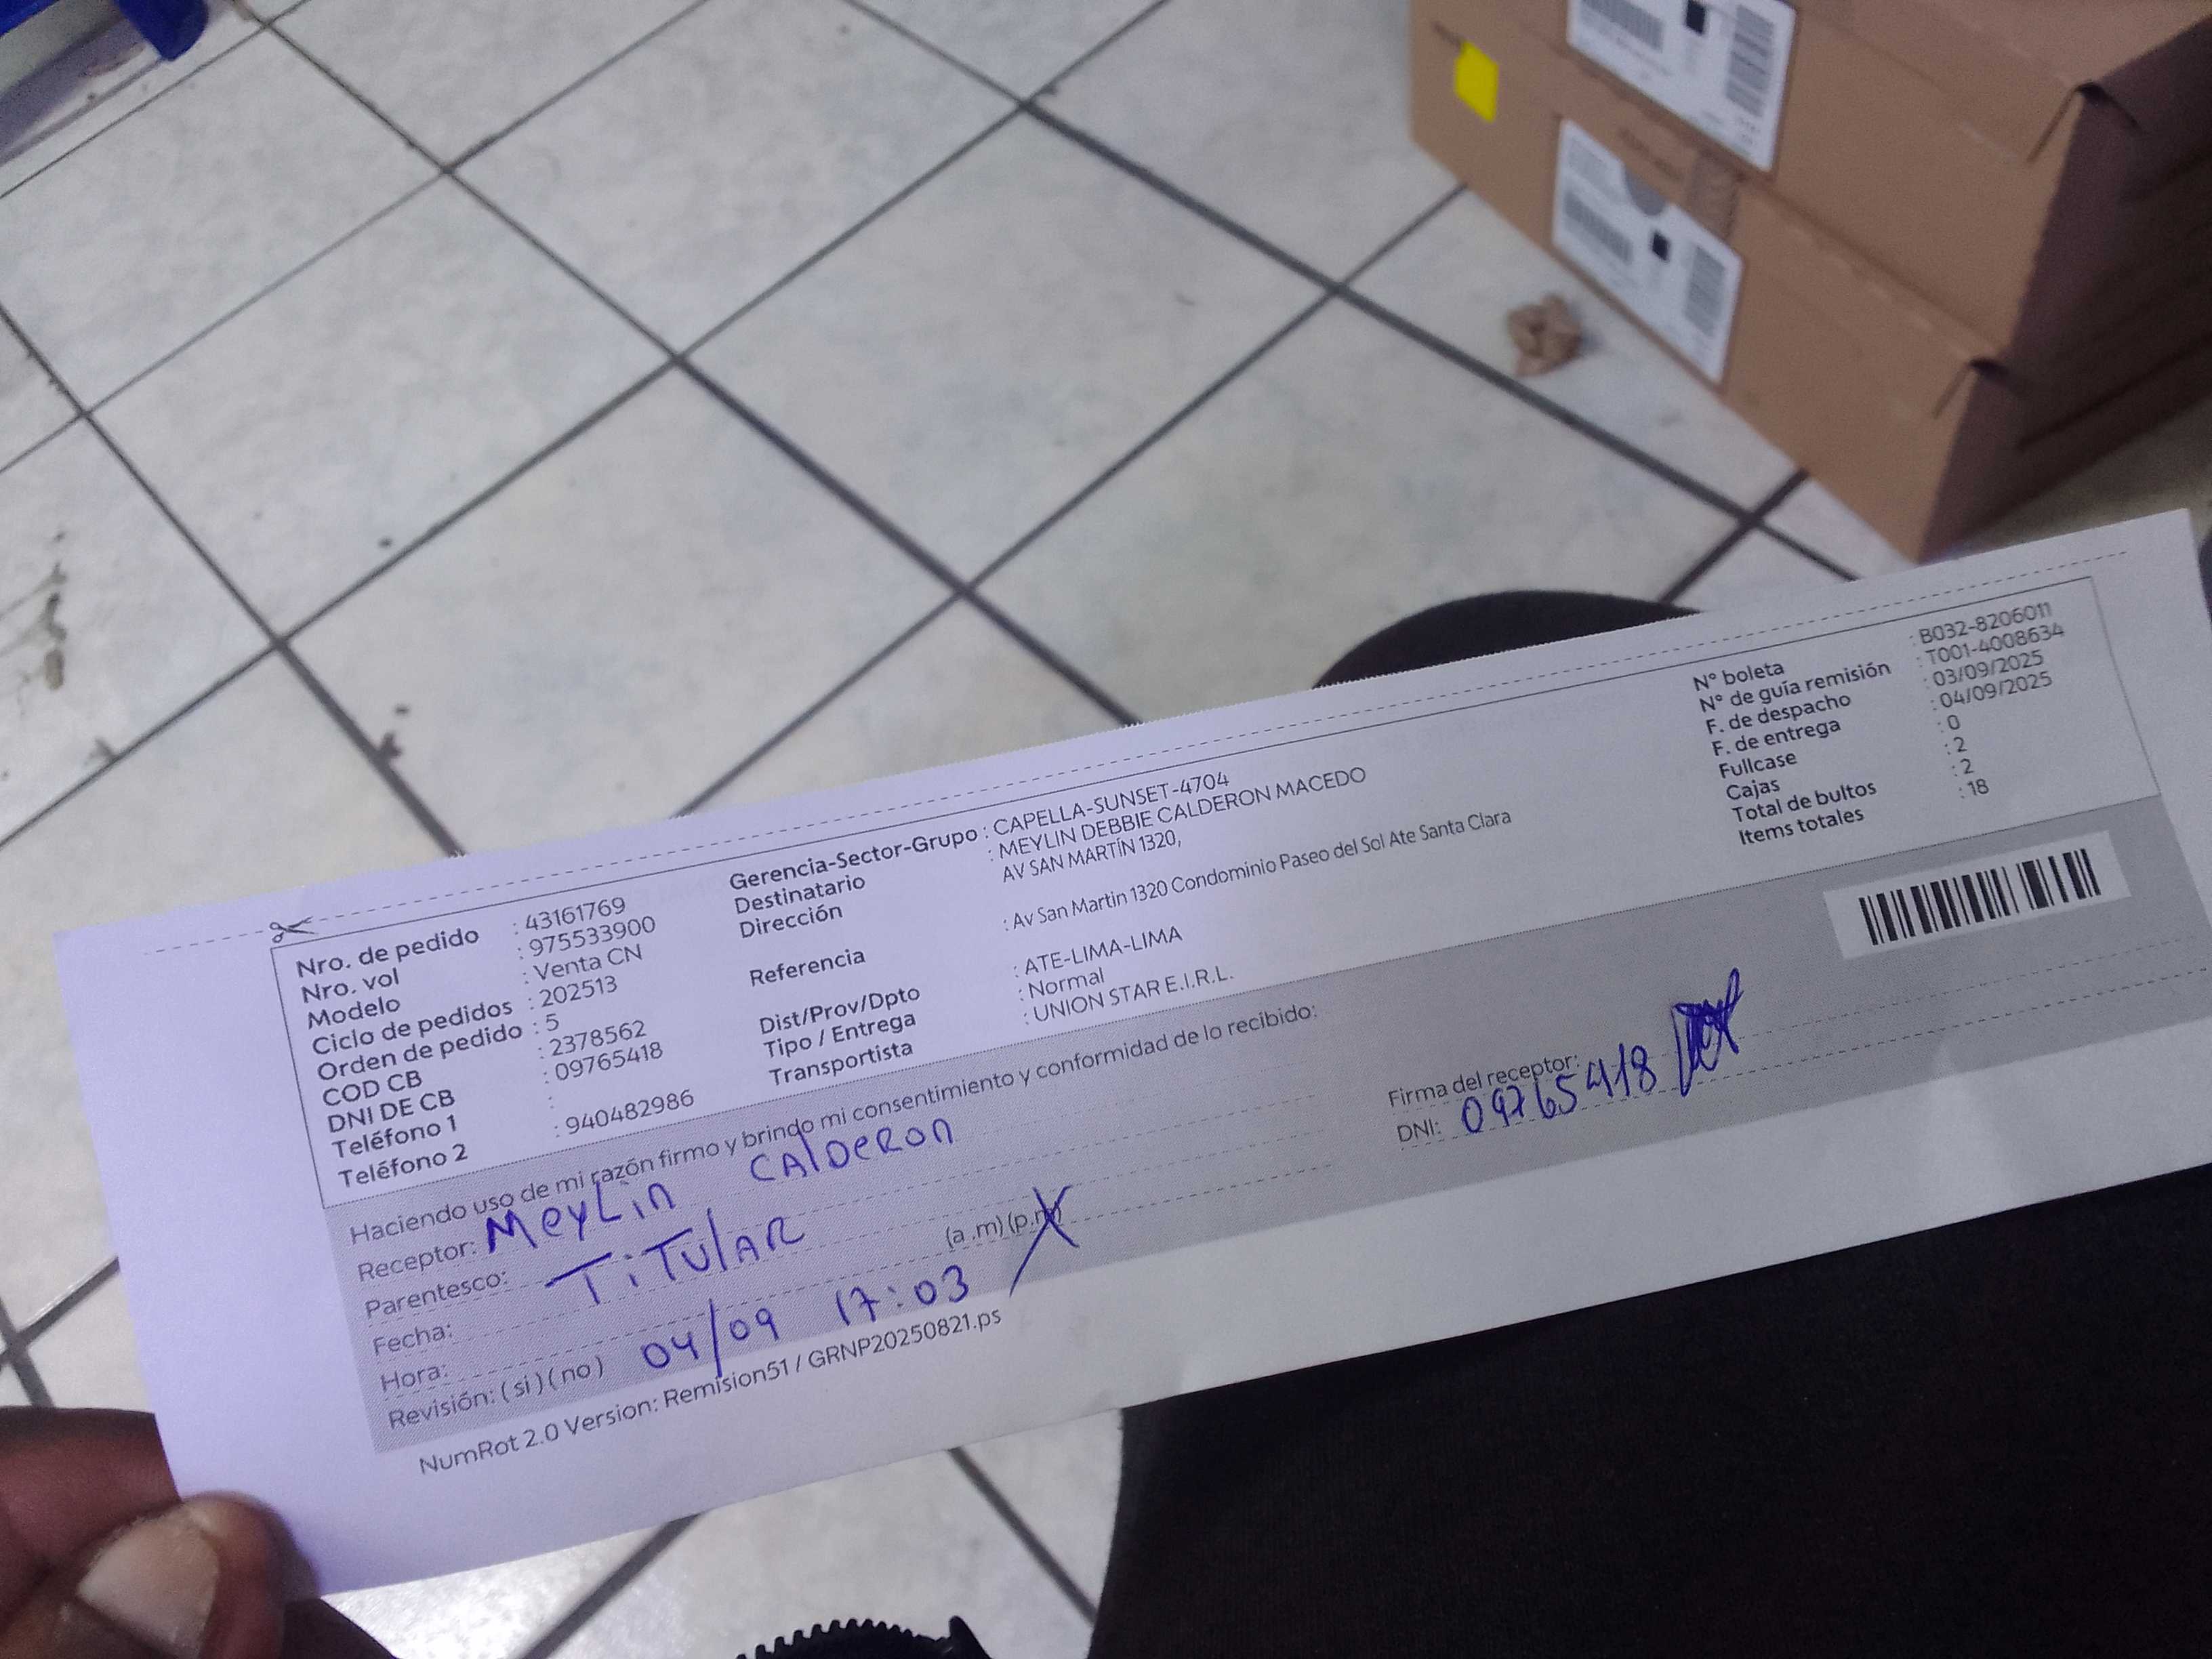 Nro. de pedido : 43161769
Nro. vol : 975533900
Modelo : Venta CN
Ciclo de pedidos : 202513
Orden de pedido : 5
COD CB : 2378562
DNI DE CB : 09765418
Teléfono 1 :
Teléfono 2 : 940482986
Gerencia-Sector-Grupo : CAPELLA-SUNSET-4704
Destinatario : MEYLIN DEBBIE CALDERON MACEDO
Dirección AV SAN MARTÍN 1320,
Referencia : Av San Martin 1320 Condominio Paseo del Sol Ate Santa Clara
Dist/Prov/Dpto : ATE-LIMA-LIMA
Tipo / Entrega : Normal
Transportista : UNION STAR E.I.R.L.
N° boleta : B032-8206011
N° de guía remisión : T001-4008634
F. de despacho : 03/09/2025
F. de entrega : 04/09/2025
Fullcase : 0
Cajas : 2
Total de bultos : 2
Items totales : 18
Haciendo uso de mi razón firmo y brindo mi consentimiento y conformidad de lo recibido:
Receptor: MeyLin CAlDeRon
Parentesco: TiTUlAR
Fecha:
Hora: (a .m) (p.m)
Revisión: (si) (no) 04/09 17:03
Firma del receptor:
DNI: 09765418
NumRot 2.0 Version: Remision51 / GRNP20250821.ps